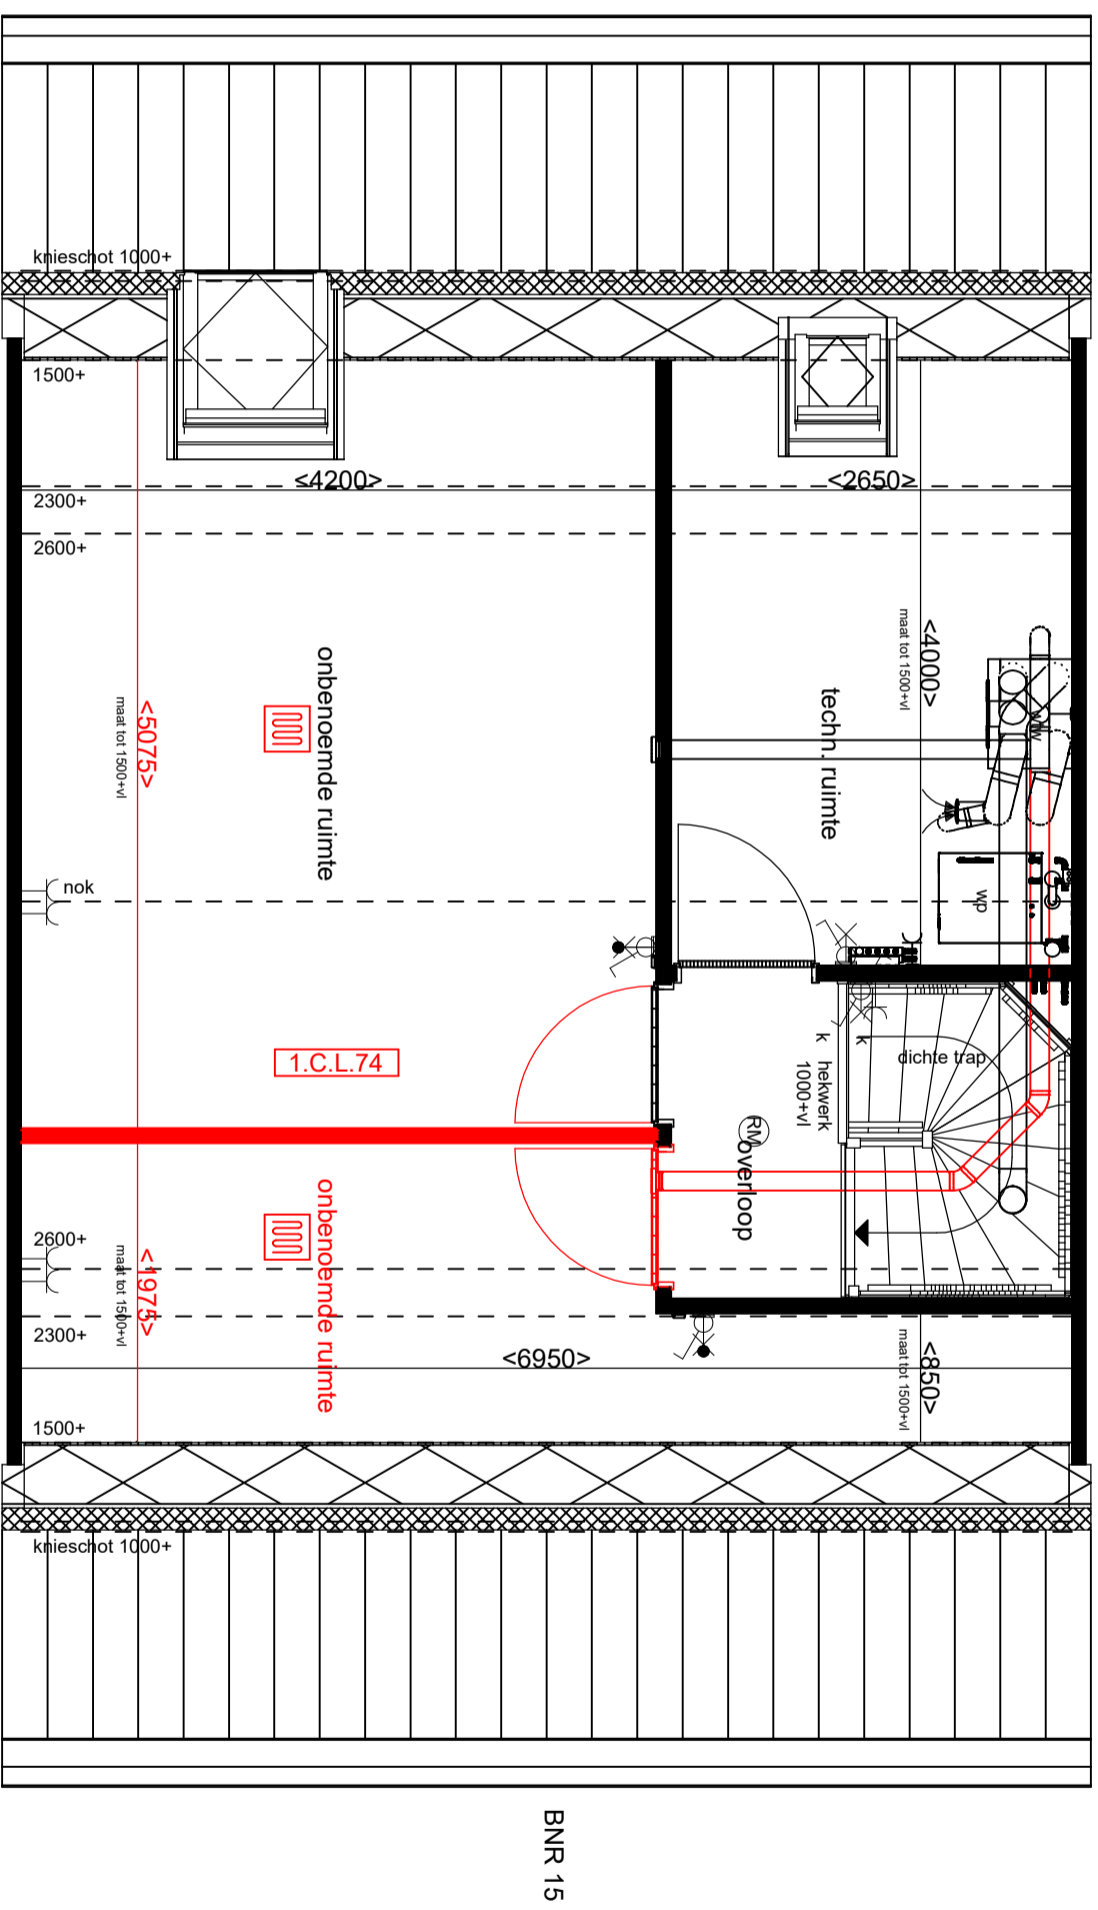 knieschot 1000+
1500+
<4200>
<2650>
2300+
2600+
<4000>
maat tot 1500+vl
onbenoemde ruimte
techn. ruimte
<5075>
maat tot 1500+vl
wtw
nok
wp
1.C.L.74
dichte trap
k
k
hekwerk
1000+vl
RM
overloop
onbenoemde ruimte
2600+
<1975>
maat tot 1500+vl
2300+
<6950>
<850>
maat tot 1500+vl
1500+
knieschot 1000+
BNR 15